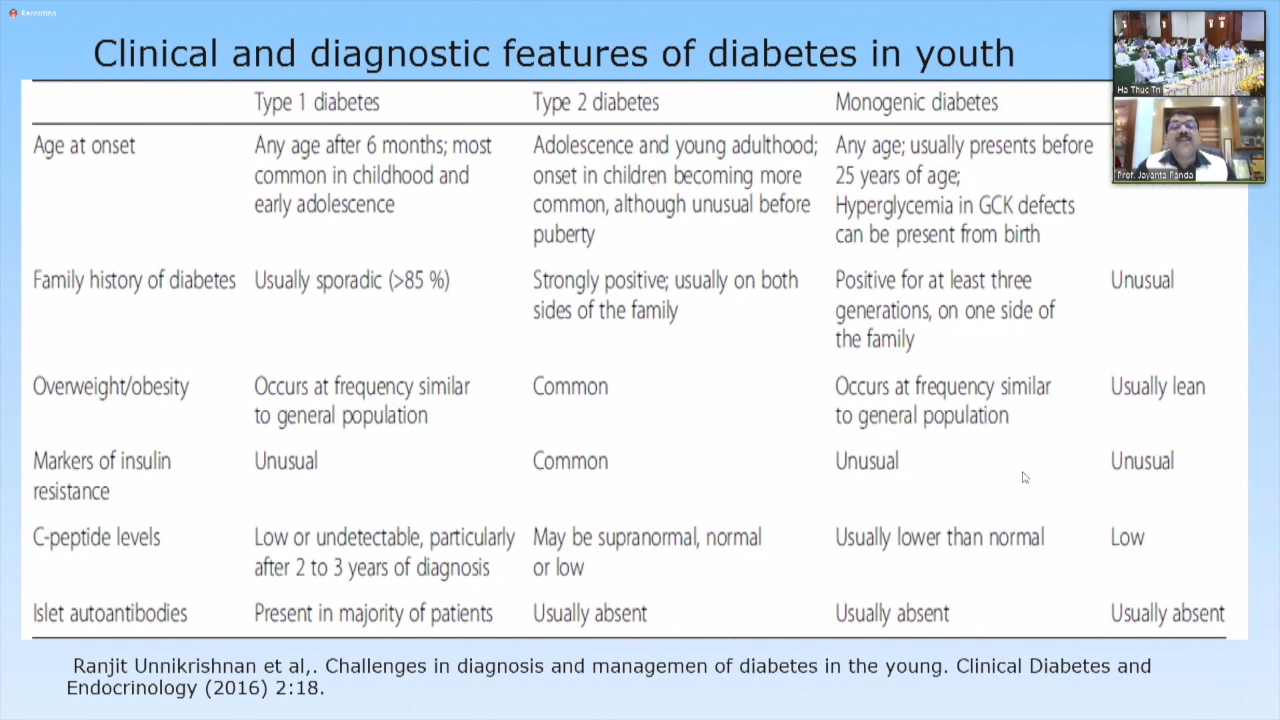 Recording
Clinical and diagnostic features of diabetes in youth
Ha Thuc Tri
Prof. Jayanta Panda
Type 1 diabetes Type 2 diabetes Monogenic diabetes
Age at onset Any age after 6 months; most Adolescence and young adulthood; Any age; usually presents before
common in childhood and onset in children becoming more 25 years of age;
early adolescence common, although unusual before Hyperglycemia in GCK defects
puberty can be present from birth
Family history of diabetes Usually sporadic (>85 %) Strongly positive; usually on both Positive for at least three Unusual
sides of the family generations, on one side of
the family
Overweight/obesity Occurs at frequency similar Common Occurs at frequency similar Usually lean
to general population to general population
Markers of insulin Unusual Common Unusual Unusual
resistance
C-peptide levels Low or undetectable, particularly May be supranormal, normal Usually lower than normal Low
after 2 to 3 years of diagnosis or low
Islet autoantibodies Present in majority of patients Usually absent Usually absent Usually absent
Ranjit Unnikrishnan et al,. Challenges in diagnosis and managemen of diabetes in the young. Clinical Diabetes and
Endocrinology (2016) 2:18.